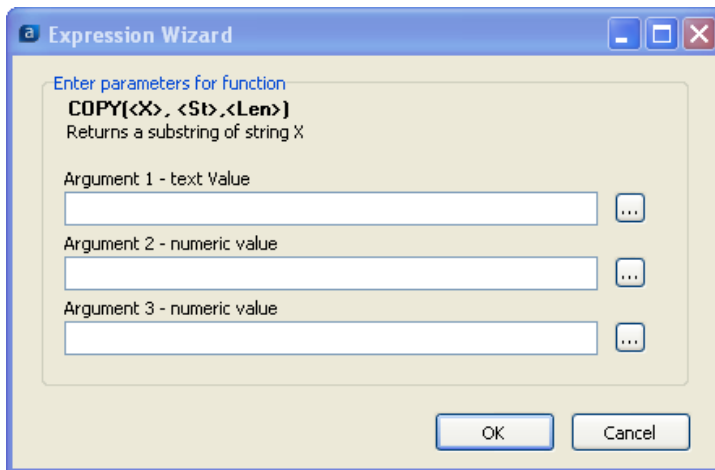 a Expression Wizard
Enter parameters for function
COPY(<X>, <St>,<Len>)
Returns a substring of string X
Argument 1 - text Value
...
Argument 2 - numeric value
...
Argument 3 - numeric value
...
OK Cancel